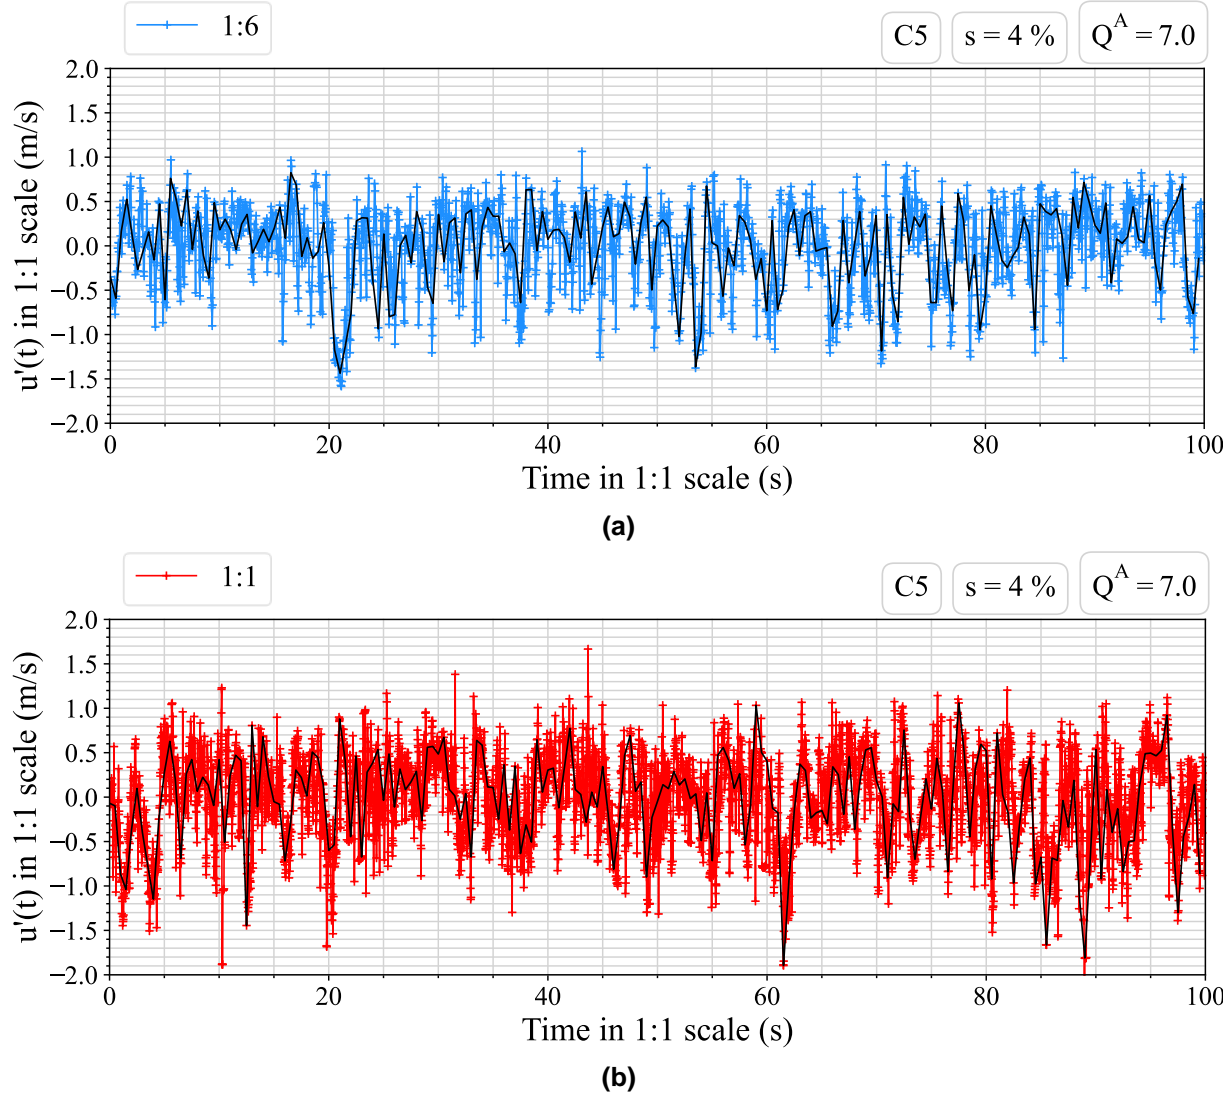 1:6
C5 s = 4 % Q^A = 7.0
2.0
1.5
1.0
0.5
0.0
−0.5
−1.0
−1.5
−2.0
u'(t) in 1:1 scale (m/s)
0 20 40 60 80 100
Time in 1:1 scale (s)
(a)
1:1
C5 s = 4 % Q^A = 7.0
2.0
1.5
1.0
0.5
0.0
−0.5
−1.0
−1.5
−2.0
u'(t) in 1:1 scale (m/s)
0 20 40 60 80 100
Time in 1:1 scale (s)
(b)